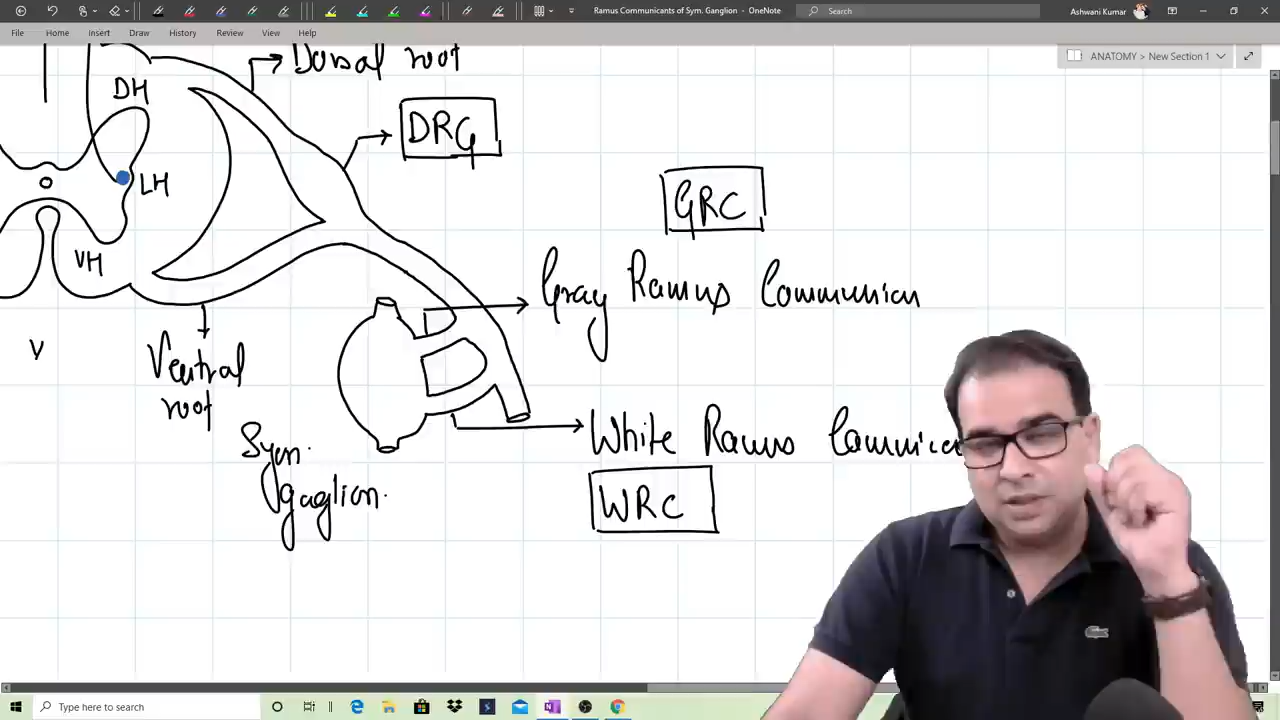 Ramus Communicants of Sym. Ganglion - OneNote
Search
Ashwani Kumar
File Home Insert Draw History Review View Help
ANATOMY > New Section 1
Dorsal root
DH
DRG
LH
GRC
VH
Gray Ramus Communican
V
Ventral
root
White Ramus Commican
Sym.
gaglion.
WRC
Type here to search